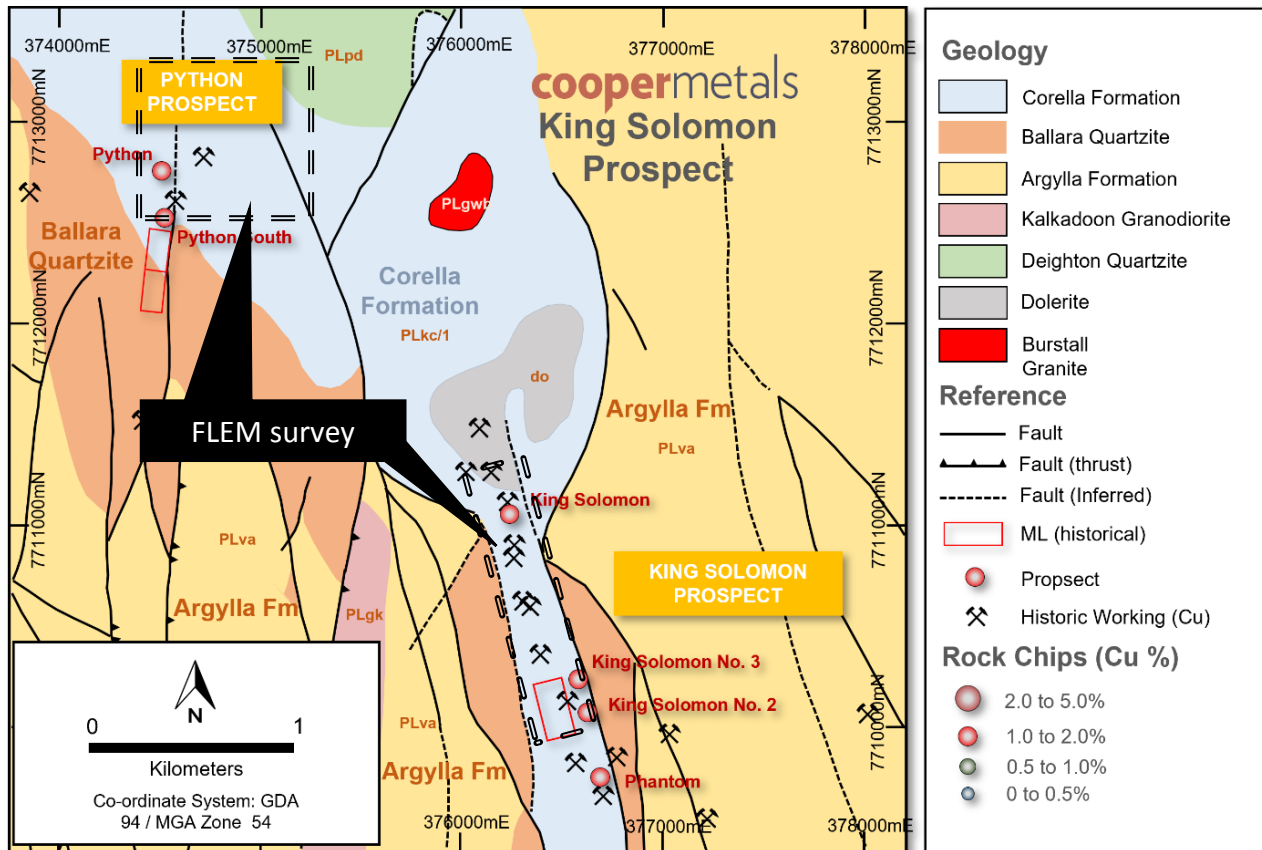 374000mE
375000mE
376000mE
377000mE
378000mE
PLpd
PYTHON
PROSPECT
coopermetals
King Solomon
Prospect
7713000mN
7713000mN
Python
PLgwb
Python South
Ballara
Quartzite
Corella
Formation
PLkc/1
7712000mN
7712000mN
do
Argylla Fm
PLva
FLEM survey
King Solomon
7711000mN
7711000mN
PLva
KING SOLOMON
PROSPECT
Argylla Fm
PLgk
King Solomon No. 3
King Solomon No. 2
PLva
7710000mN
Argylla Fm
Phantom
376000mE
377000mE
378000mE
N
0
1
Kilometers
Co-ordinate System: GDA
94 / MGA Zone 54
Geology
Corella Formation
Ballara Quartzite
Argylla Formation
Kalkadoon Granodiorite
Deighton Quartzite
Dolerite
Burstall
Granite
Reference
Fault
Fault (thrust)
Fault (Inferred)
ML (historical)
Propsect
Historic Working (Cu)
Rock Chips (Cu %)
2.0 to 5.0%
1.0 to 2.0%
0.5 to 1.0%
0 to 0.5%